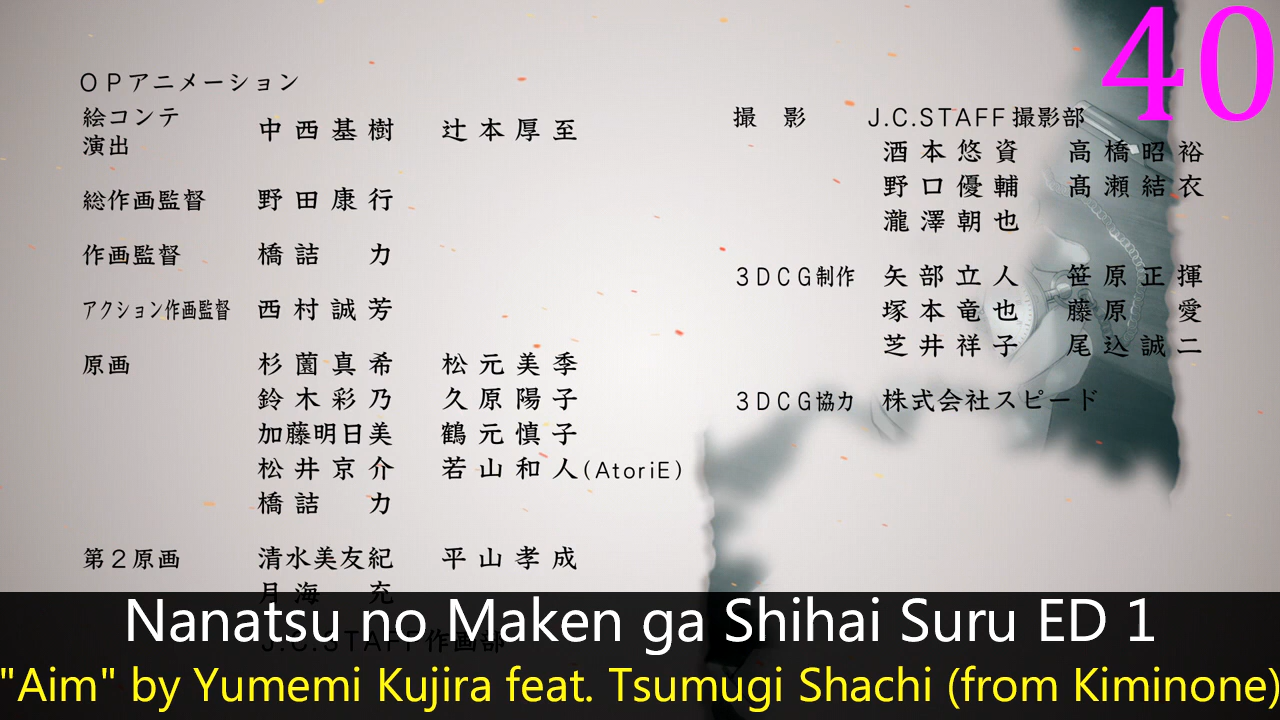 40
OPアニメーション
絵コンテ
演出
中西基樹 辻本厚至
総作画監督 野田康行
作画監督 橋詰 力
アクション作画監督 西村誠芳
原画 杉薗真希 松元美季
鈴木彩乃 久原陽子
加藤明日美 鶴元慎子
松井京介 若山和人(AtoriE)
橋詰 力
第2原画 清水美友紀 平山孝成
月海 充
J.C.STAFF作画部
撮影 J.C.STAFF撮影部
酒本悠資 高橋昭裕
野口優輔 髙瀬結衣
瀧澤朝也
3DCG制作 矢部立人 笹原正揮
塚本竜也 藤原 愛
芝井祥子 尾込誠二
3DCG協力 株式会社スピード
Nanatsu no Maken ga Shihai Suru ED 1
"Aim" by Yumemi Kujira feat. Tsumugi Shachi (from Kiminone)